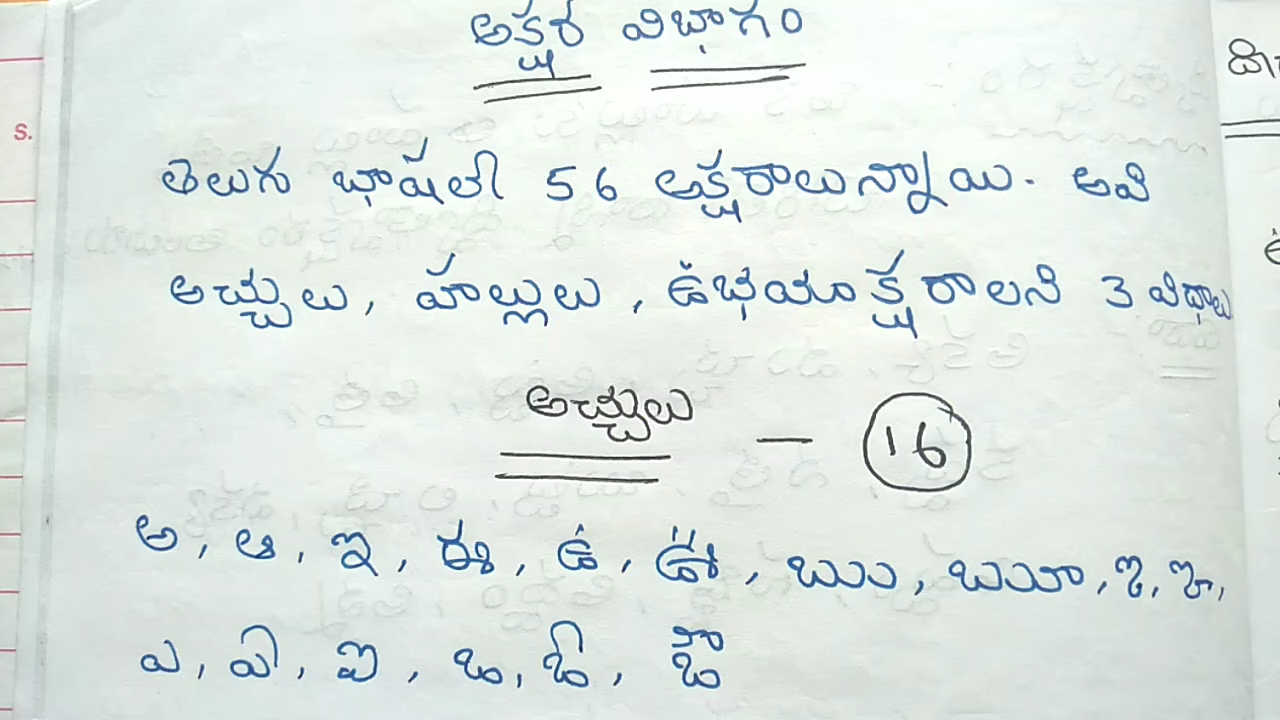 అక్షర విభాగం
తెలుగు భాషలో 56 అక్షరాలున్నాయి. అవి
అచ్చులు, హల్లులు, ఉభయాక్షరాలని 3 విధాలు
అచ్చులు — 16
అ, ఆ, ఇ, ఈ, ఉ, ఊ, ఋ, ౠ, ఌ, ౡ,
ఎ, ఏ, ఐ, ఒ, ఓ, ఔ
S.